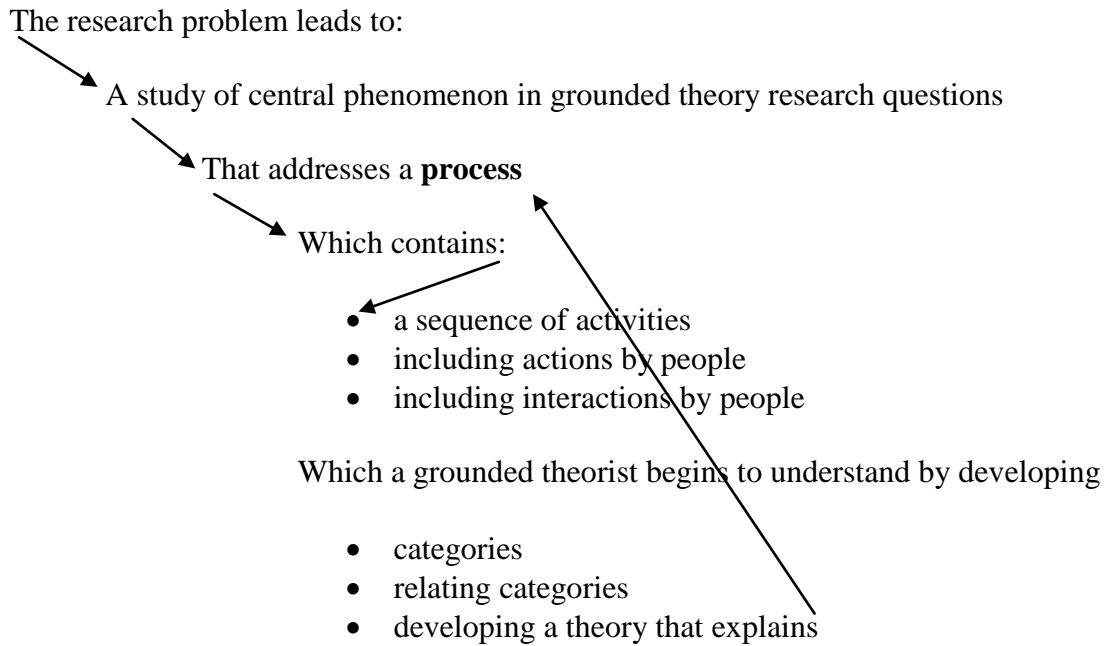 The research problem leads to:
A study of central phenomenon in grounded theory research questions
That addresses a process
Which contains:
• a sequence of activities
• including actions by people
• including interactions by people
Which a grounded theorist begins to understand by developing
• categories
• relating categories
• developing a theory that explains